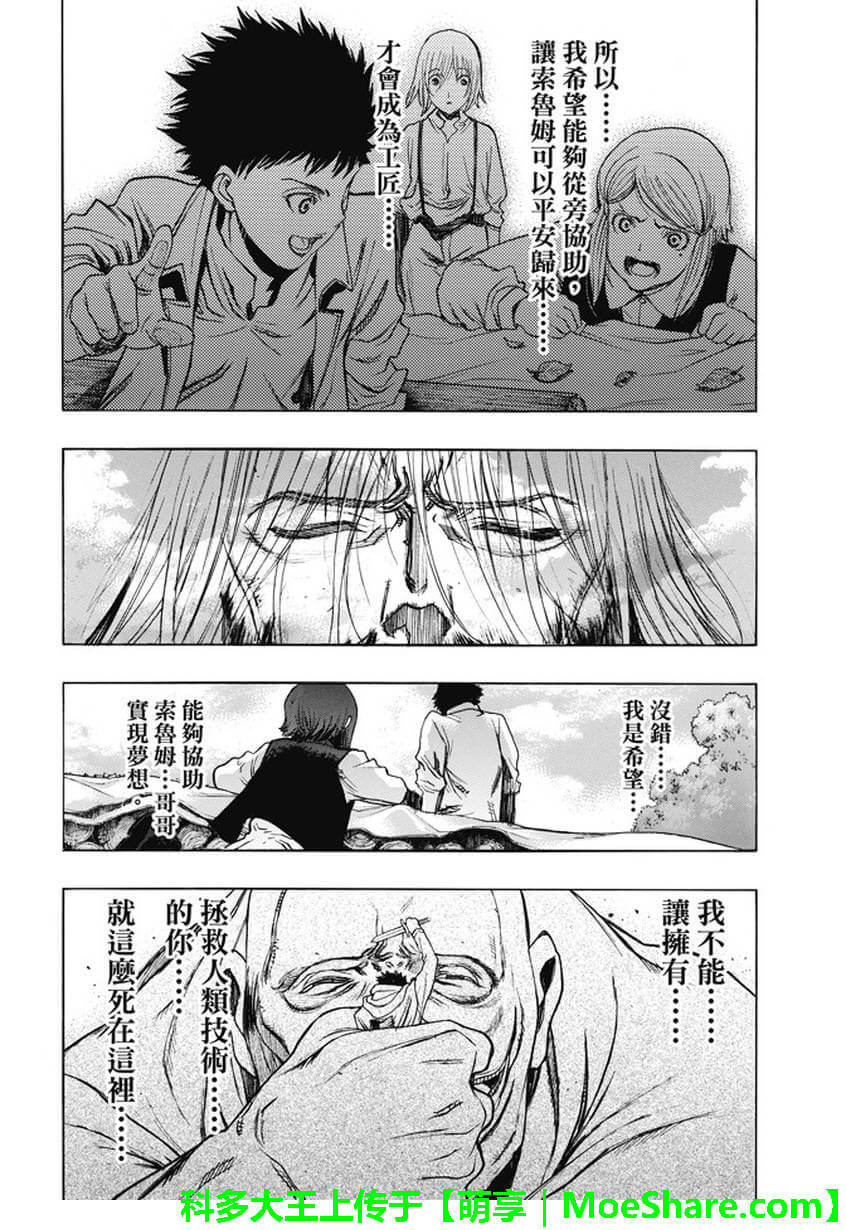 所以……
我希望能夠從旁協助，
讓索魯姆可以平安歸來……
才會成為工匠……
沒錯……
我是希望…
能夠協助
索魯姆…哥哥
實現夢想。
我不能……
讓擁有……
拯救人類技術……
的你……
就這麼死在這裡……
科多大王上传于【萌享｜MoeShare.com】